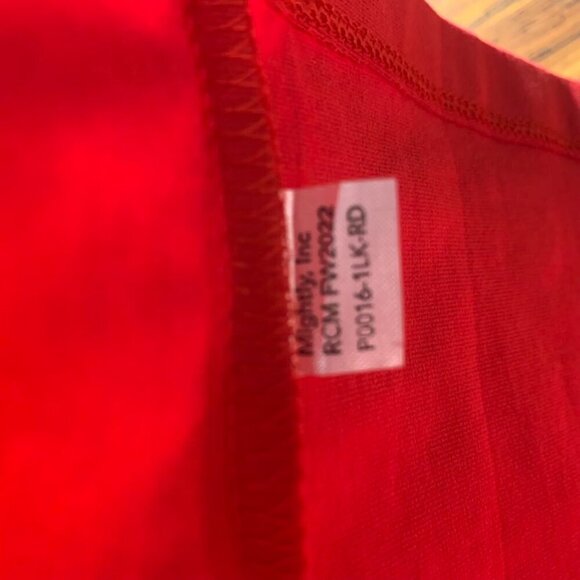 Mightly, Inc
RCM FW2022
P0016-1LK-RD